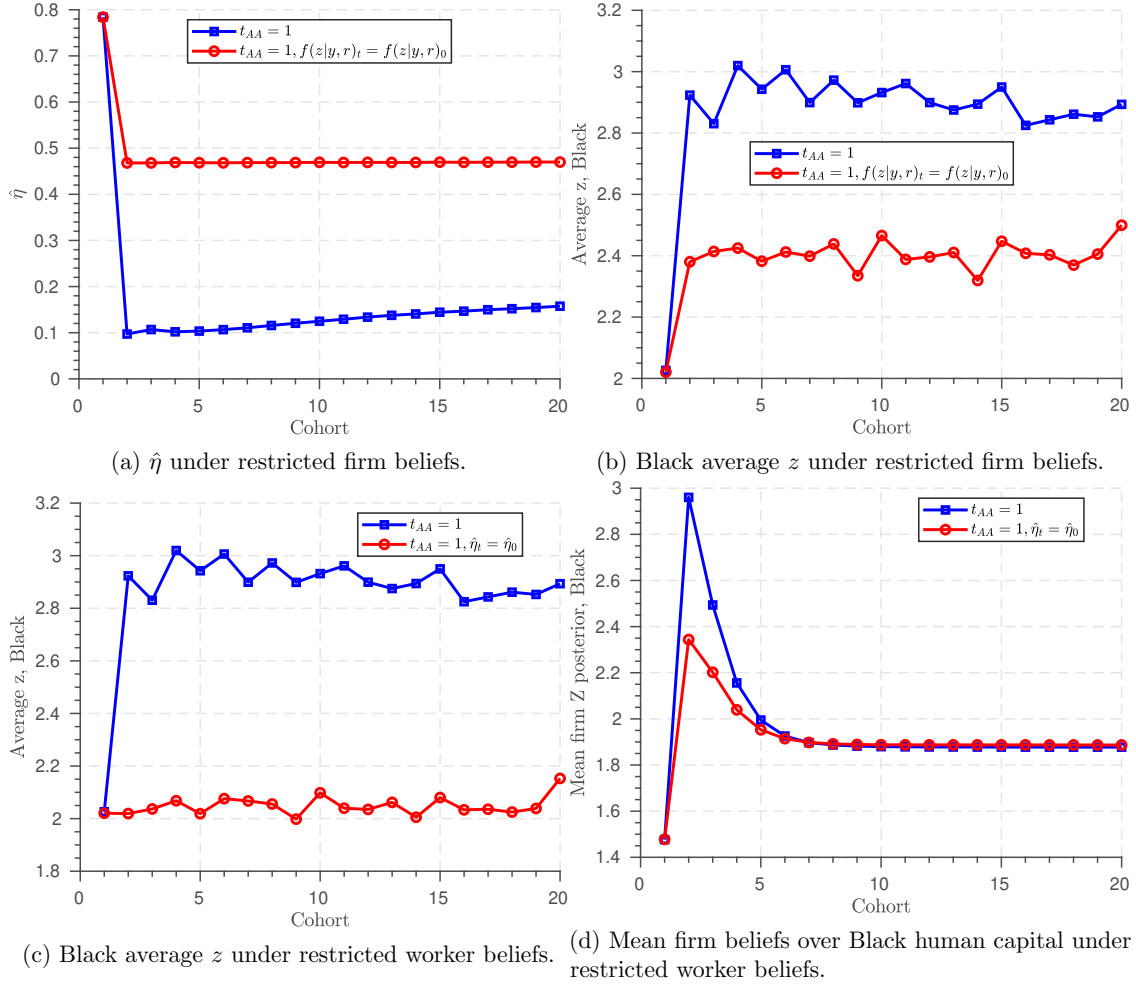 0.8
0.7
0.6
0.5
0.4
0.3
0.2
0.1
0
η̂
t_AA = 1
t_AA = 1, f(z|y, r)_t = f(z|y, r)_0
0 5 10 15 20
Cohort
(a) η̂ under restricted firm beliefs.
3.2
3
2.8
2.6
2.4
2.2
2
Average z, Black
t_AA = 1
t_AA = 1, f(z|y, r)_t = f(z|y, r)_0
0 5 10 15 20
Cohort
(b) Black average z under restricted firm beliefs.
3.2
3
2.8
2.6
2.4
2.2
2
1.8
Average z, Black
t_AA = 1
t_AA = 1, η̂_t = η̂_0
0 5 10 15 20
Cohort
(c) Black average z under restricted worker beliefs.
3
2.8
2.6
2.4
2.2
2
1.8
1.6
1.4
Mean firm Z posterior, Black
t_AA = 1
t_AA = 1, η̂_t = η̂_0
0 5 10 15 20
Cohort
(d) Mean firm beliefs over Black human capital under
restricted worker beliefs.